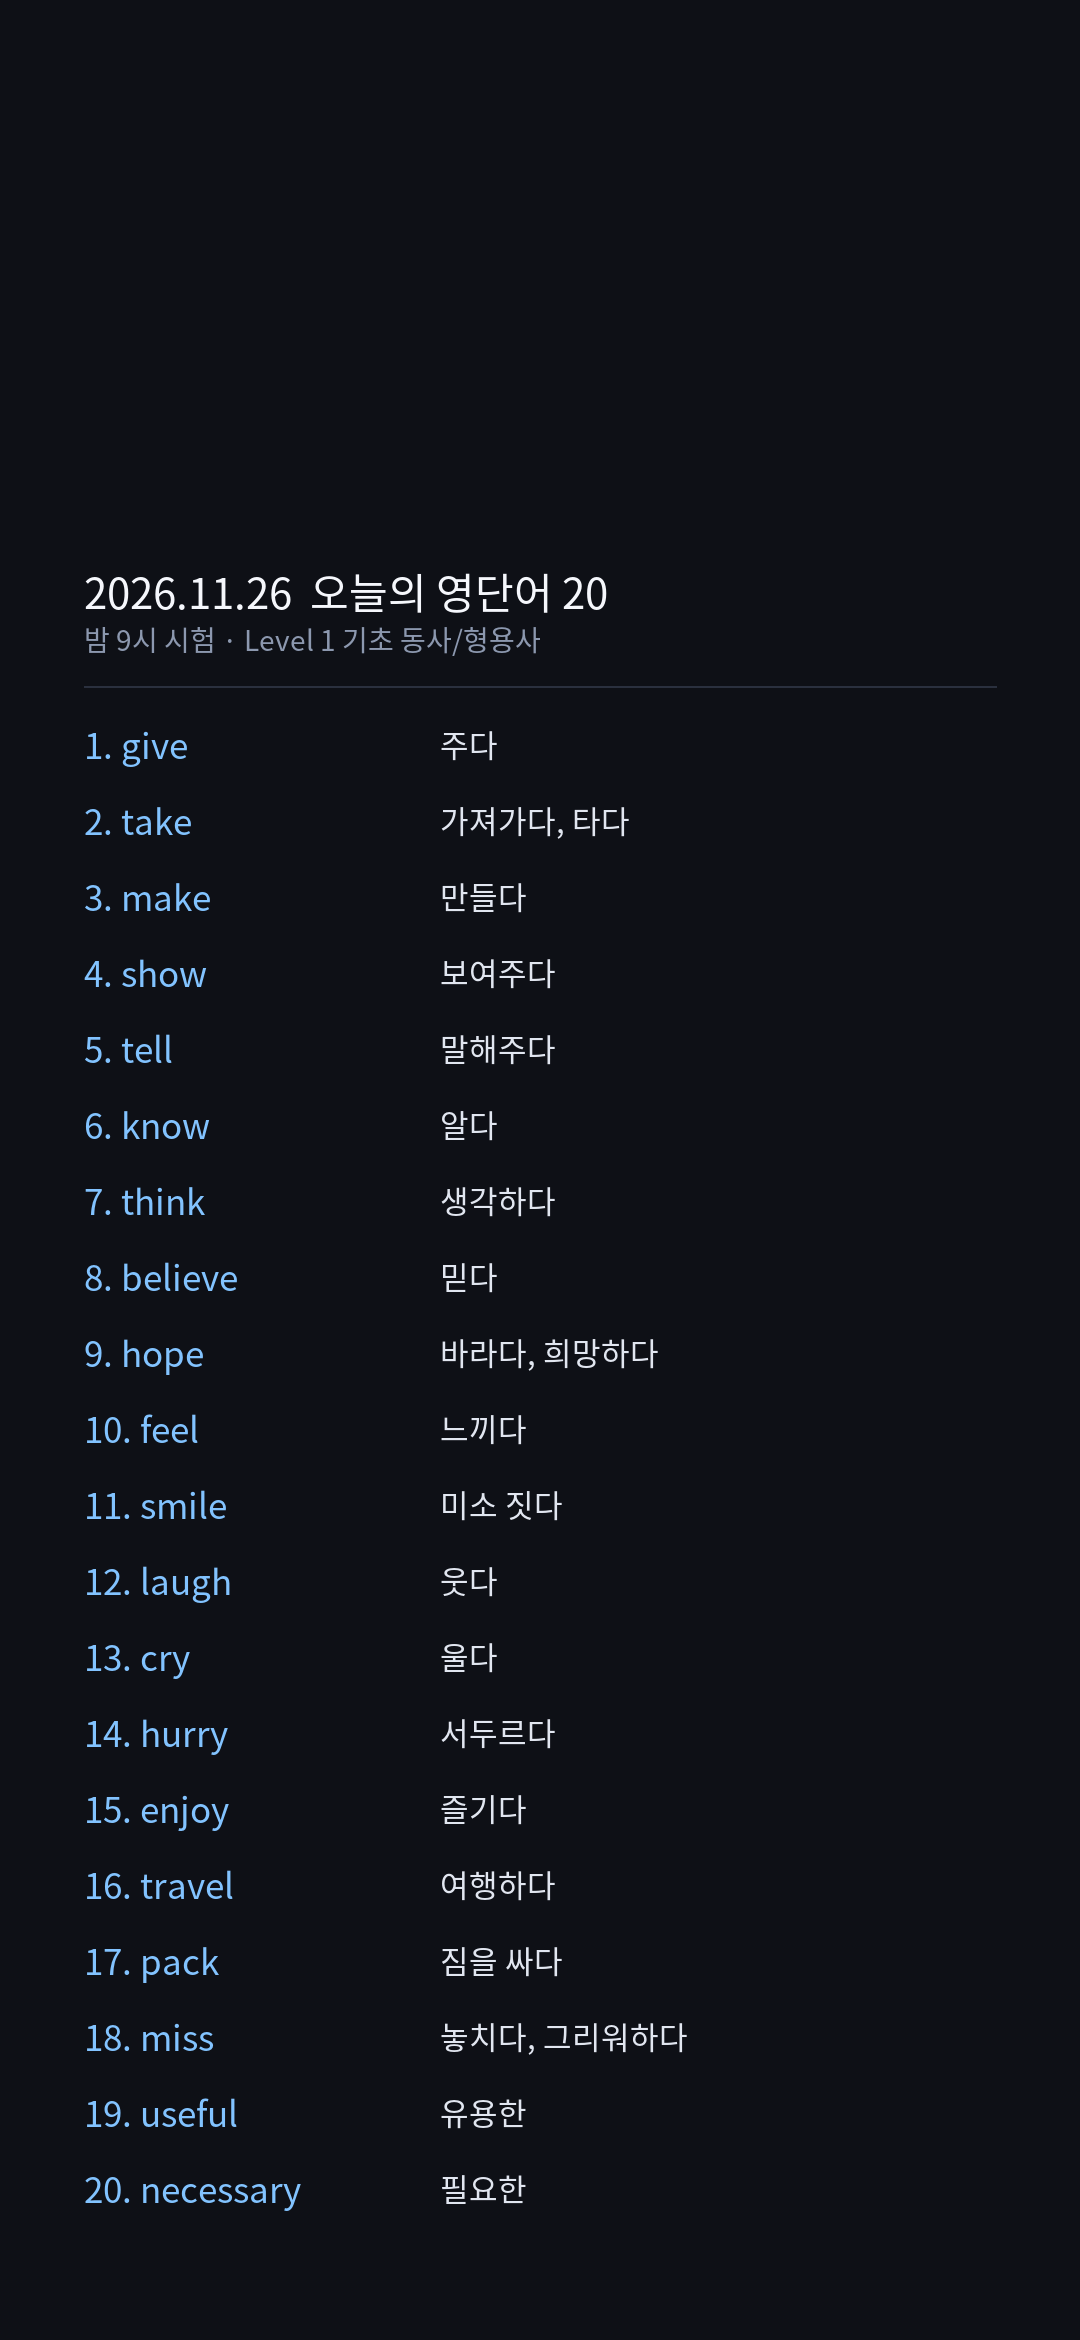 2026.11.26 오늘의 영단어 20
밤 9시 시험 · Level 1 기초 동사/형용사
1. give 주다
2. take 가져가다, 타다
3. make 만들다
4. show 보여주다
5. tell 말해주다
6. know 알다
7. think 생각하다
8. believe 믿다
9. hope 바라다, 희망하다
10. feel 느끼다
11. smile 미소 짓다
12. laugh 웃다
13. cry 울다
14. hurry 서두르다
15. enjoy 즐기다
16. travel 여행하다
17. pack 짐을 싸다
18. miss 놓치다, 그리워하다
19. useful 유용한
20. necessary 필요한